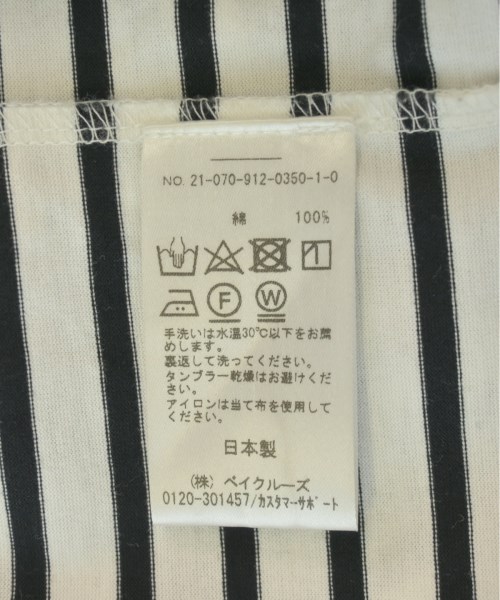 NO. 21-070-912-0350-1-0
綿 100%
F W
手洗いは水温30℃以下をお薦
めします。
裏返して洗ってください。
タンブラー乾燥はお避けくだ
さい。
アイロンは当て布を使用して
ください。
日本製
(株) ベイクルーズ
0120-301457/カスタマーサポート